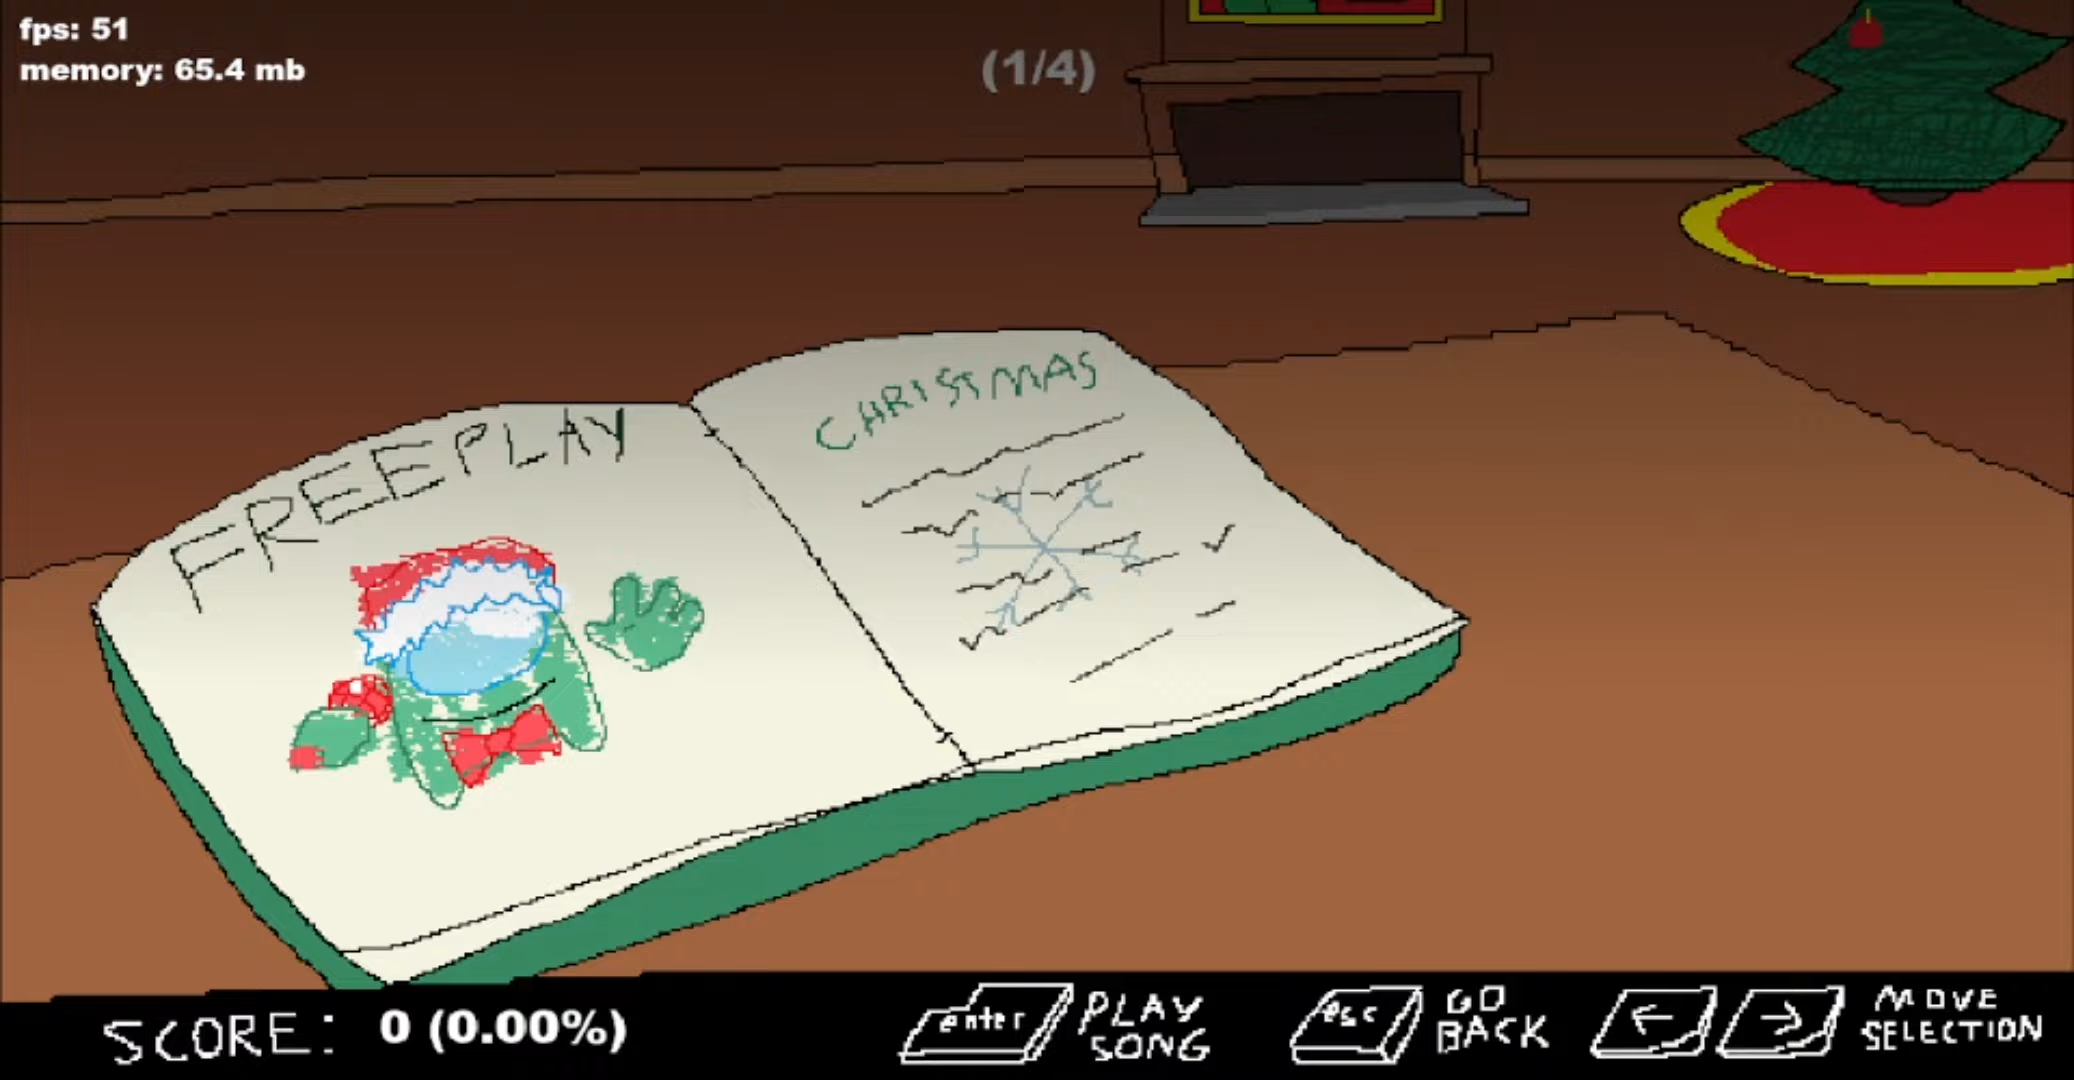 fps: 51
memory: 65.4 mb
(1/4)
FREEPLAY
CHRISTMAS
SCORE: 0 (0.00%)
enter
PLAY
SONG
esc
GO
BACK
← →
MOVE
SELECTION